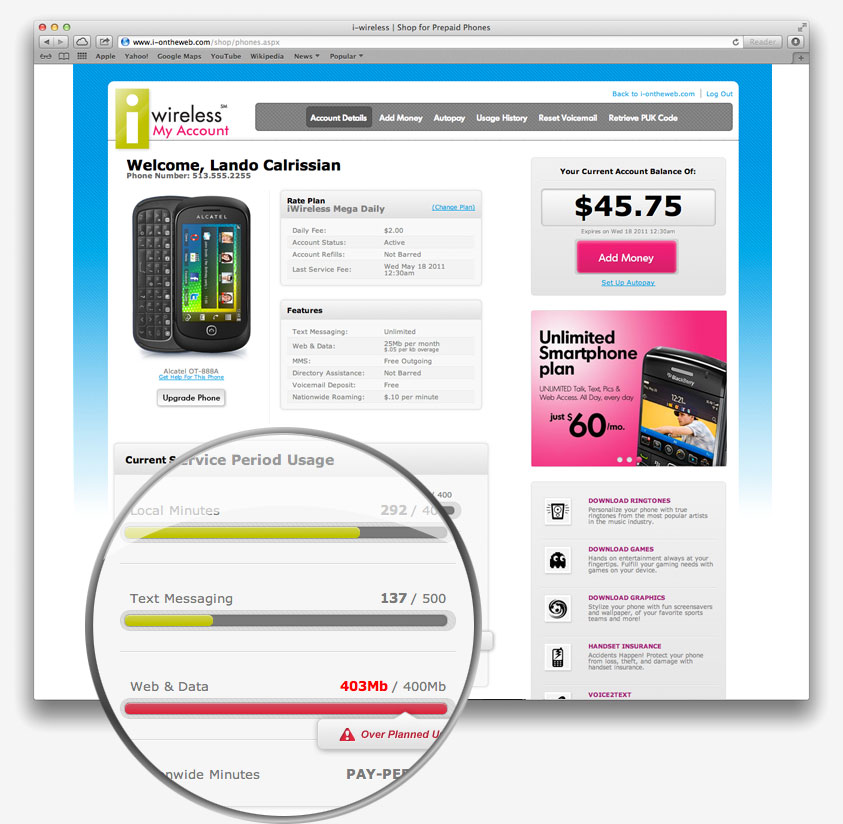 i-wireless | Shop for Prepaid Phones
www.i-ontheweb.com/shop/phones.aspx
Reader
Apple Yahoo! Google Maps YouTube Wikipedia News Popular
Back to i-ontheweb.com | Log Out
i wireless SM
My Account
Account Details Add Money Autopay Usage History Reset Voicemail Retrieve PUK Code
Welcome, Lando Calrissian
Phone Number: 513.555.2255
ALCATEL
Alcatel OT-888A
Get Help For This Phone
Upgrade Phone
Rate Plan
iWireless Mega Daily (Change Plan)
Daily Fee: $2.00
Account Status: Active
Account Refills: Not Barred
Last Service Fee: Wed May 18 2011
12:30am
Features
Text Messaging: Unlimited
Web & Data: 25Mb per month
$.05 per kb overage
MMS: Free Outgoing
Directory Assistance: Not Barred
Voicemail Deposit: Free
Nationwide Roaming: $.10 per minute
Your Current Account Balance Of:
$45.75
Expires on Wed 18 2011 12:30am
Add Money
Set Up Autopay
Unlimited
Smartphone
plan
UNLIMITED Talk, Text, Pics &
Web Access. All Day, every day
just $60/mo.
BlackBerry
12:21
DOWNLOAD RINGTONES
Personalize your phone with true
ringtones from the most popular artists
in the music industry.
DOWNLOAD GAMES
Hands on entertainment always at your
fingertips. Fulfill your gaming needs with
games on your device.
DOWNLOAD GRAPHICS
Stylize your phone with fun screensavers
and wallpaper, of your favorite sports
teams and more!
HANDSET INSURANCE
Accidents Happen! Protect your phone
from loss, theft, and damage with
handset insurance.
VOICE2TEXT
Current Service Period Usage
/ 400
Local Minutes 292 / 40
Text Messaging 137 / 500
Web & Data 403Mb / 400Mb
Over Planned U
nwide Minutes PAY-PE